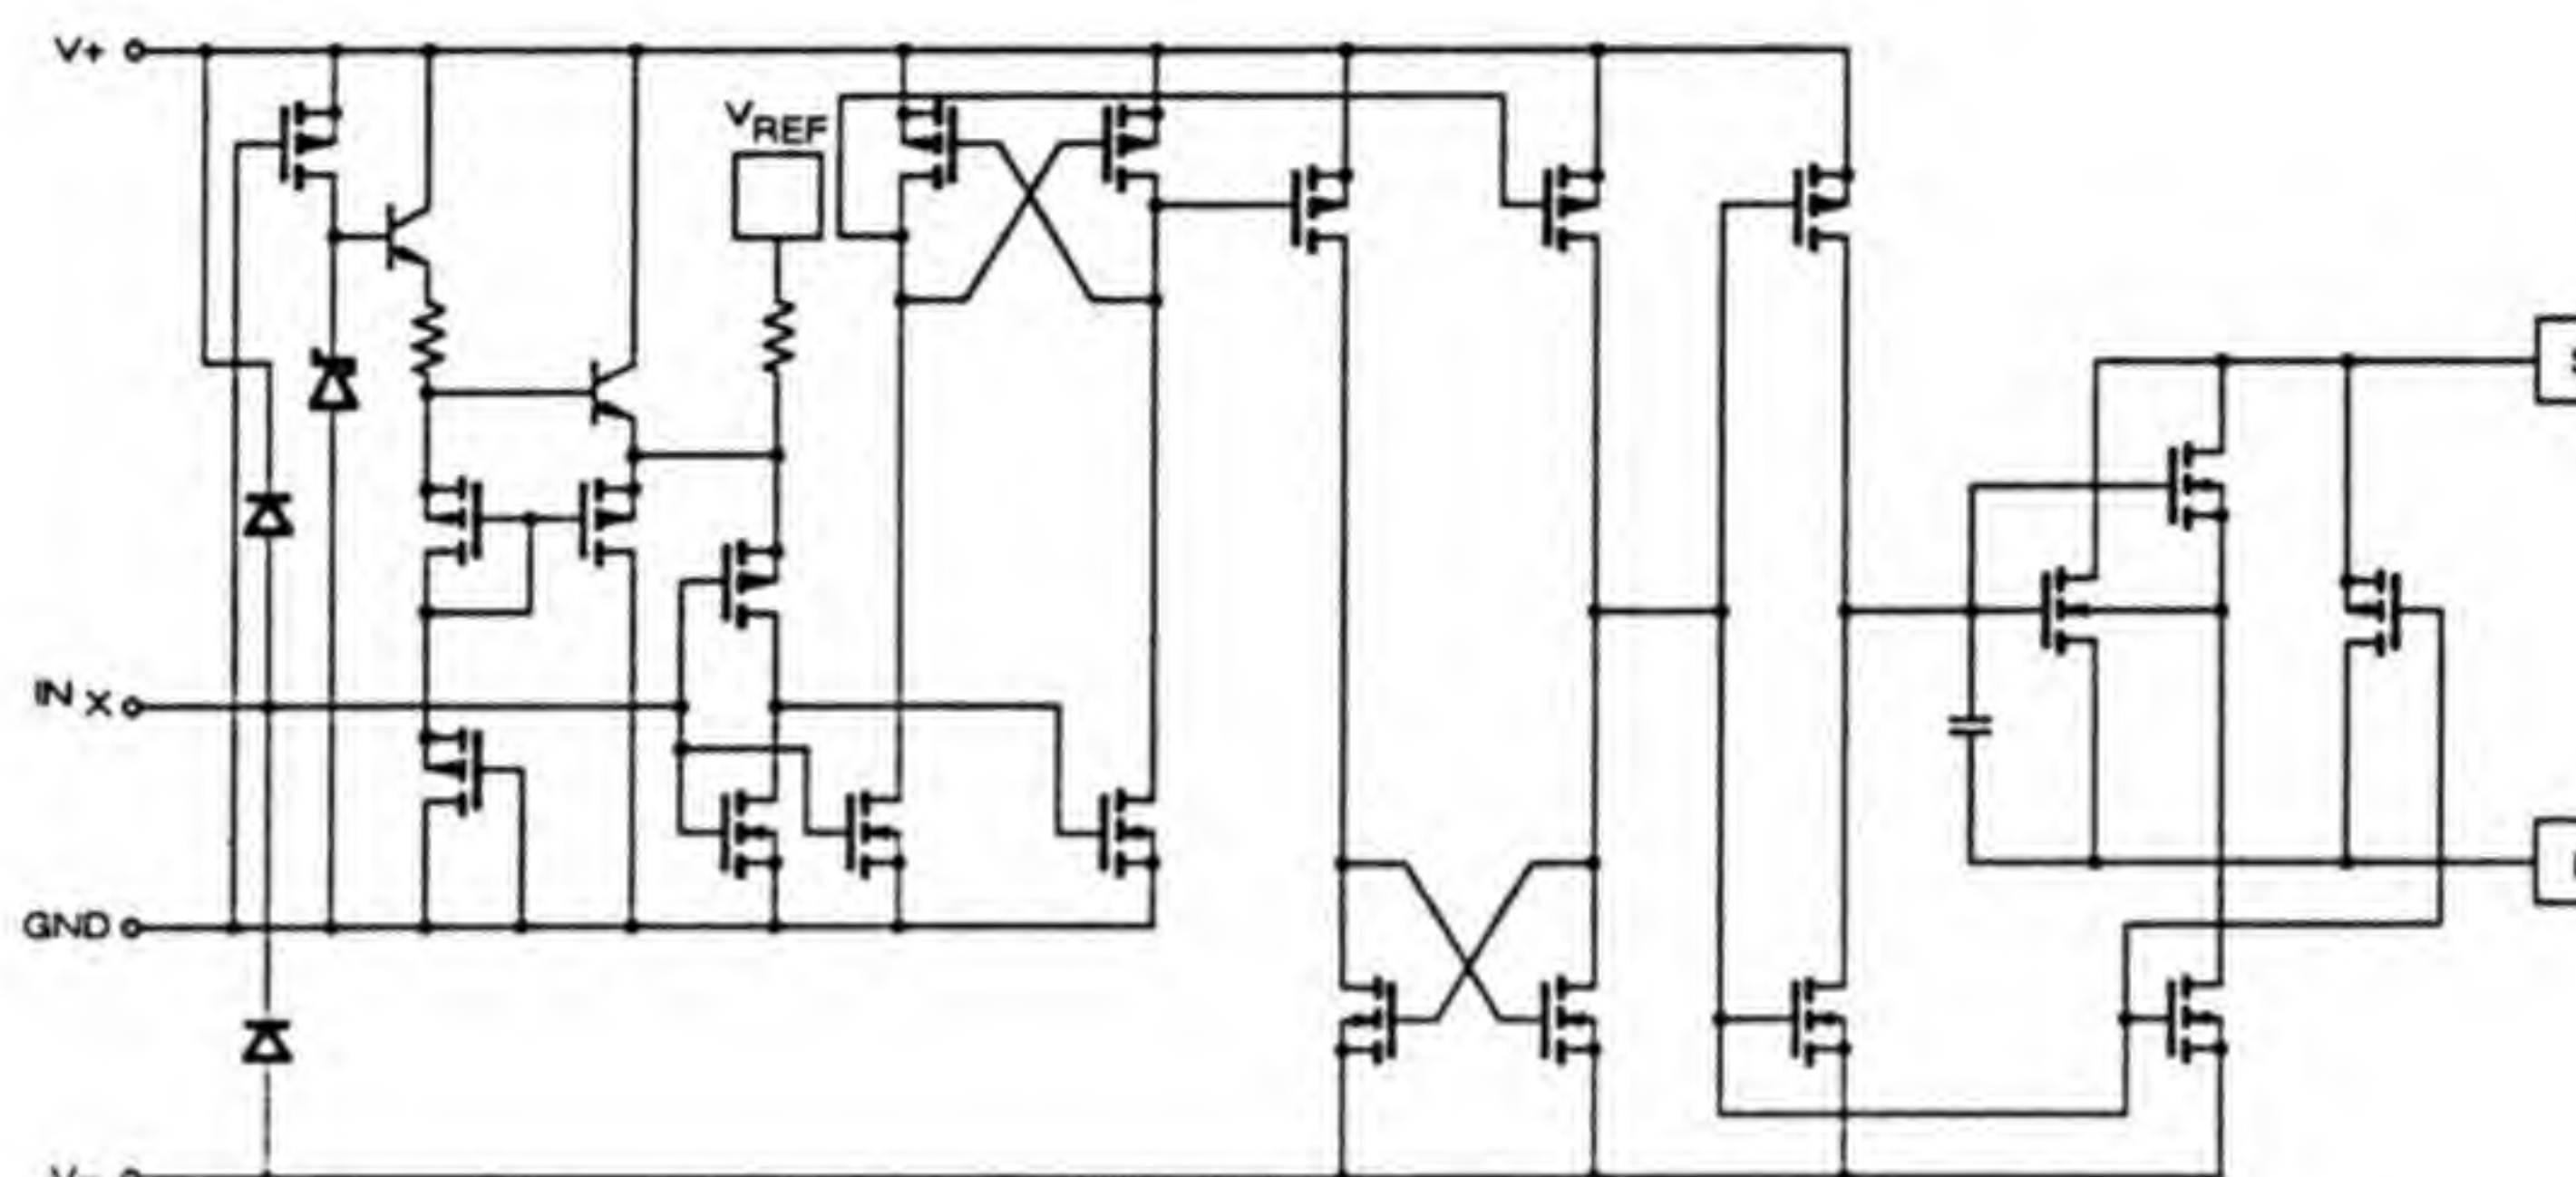 V+
VREF
IN X
GND